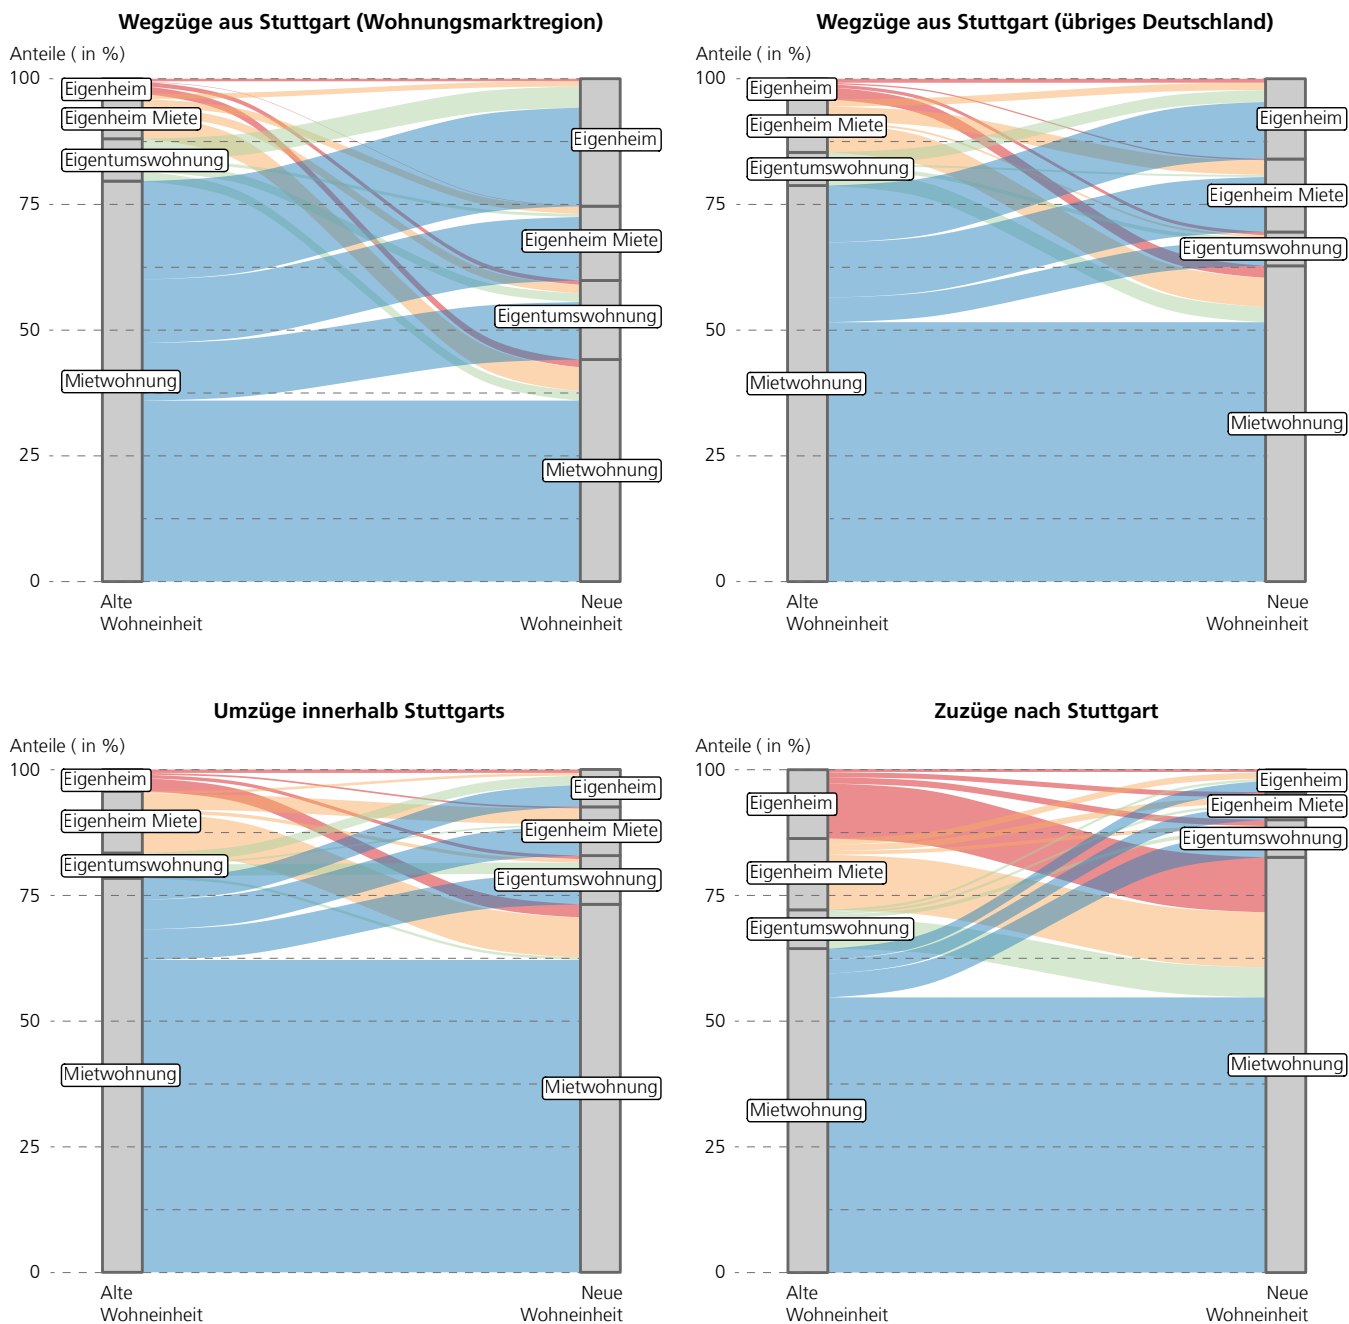 Wegzüge aus Stuttgart (Wohnungsmarktregion)
Anteile ( in %)
100
75
50
25
0
Eigenheim
Eigenheim Miete
Eigentumswohnung
Mietwohnung
Eigenheim
Eigenheim Miete
Eigentumswohnung
Mietwohnung
Alte
Wohneinheit
Neue
Wohneinheit
Wegzüge aus Stuttgart (übriges Deutschland)
Anteile ( in %)
100
75
50
25
0
Eigenheim
Eigenheim Miete
Eigentumswohnung
Mietwohnung
Eigenheim
Eigenheim Miete
Eigentumswohnung
Mietwohnung
Alte
Wohneinheit
Neue
Wohneinheit
Umzüge innerhalb Stuttgarts
Anteile ( in %)
100
75
50
25
0
Eigenheim
Eigenheim Miete
Eigentumswohnung
Mietwohnung
Eigenheim
Eigenheim Miete
Eigentumswohnung
Mietwohnung
Alte
Wohneinheit
Neue
Wohneinheit
Zuzüge nach Stuttgart
Anteile ( in %)
100
75
50
25
0
Eigenheim
Eigenheim Miete
Eigentumswohnung
Mietwohnung
Eigenheim
Eigenheim Miete
Eigentumswohnung
Mietwohnung
Alte
Wohneinheit
Neue
Wohneinheit